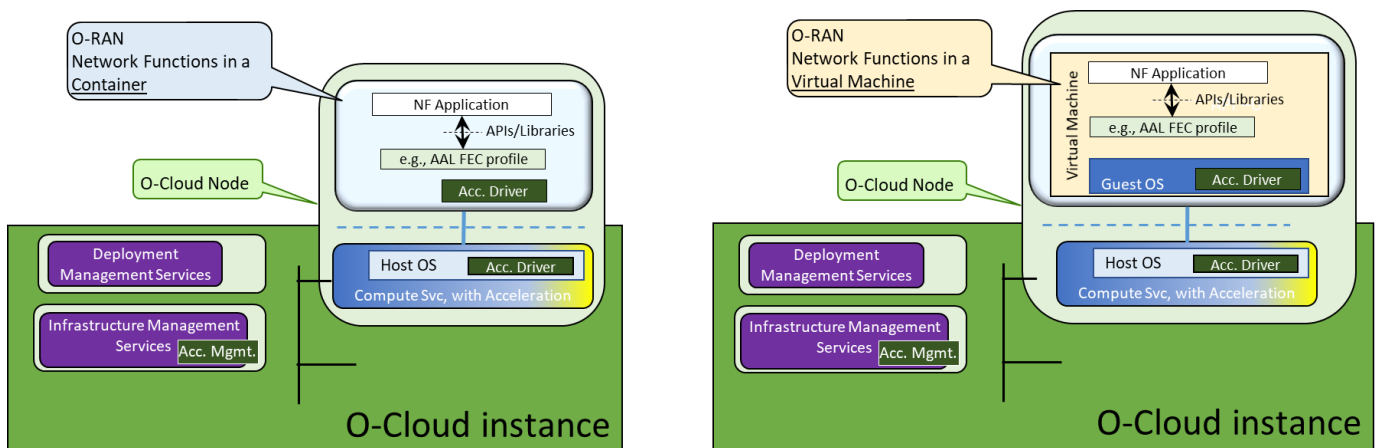 O-RAN
Network Functions in a
Container
NF Application
APIs/Libraries
e.g., AAL FEC profile
Acc. Driver
O-Cloud Node
Deployment
Management Services
Host OS
Acc. Driver
Compute Svc, with Acceleration
Infrastructure Management
Services
Acc. Mgmt.
O-Cloud instance
O-RAN
Network Functions in a
Virtual Machine
Virtual Machine
NF Application
APIs/Libraries
e.g., AAL FEC profile
Guest OS
Acc. Driver
O-Cloud Node
Deployment
Management Services
Host OS
Acc. Driver
Compute Svc, with Acceleration
Infrastructure Management
Services
Acc. Mgmt.
O-Cloud instance